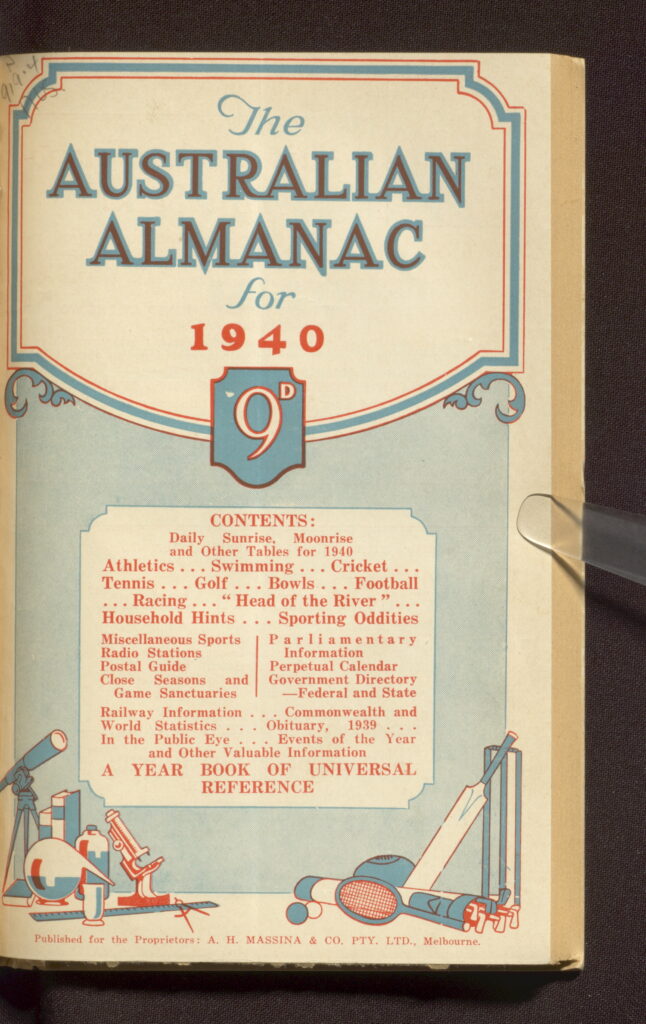 The
AUSTRALIAN
ALMANAC
for
1940
9D
CONTENTS:
Daily Sunrise, Moonrise
and Other Tables for 1940
Athletics . . . Swimming . . . Cricket . . .
Tennis . . . Golf . . . Bowls . . . Football
. . . Racing . . . “ Head of the River ” . . .
Household Hints . . . Sporting Oddities
Miscellaneous Sports
Radio Stations
Postal Guide
Close Seasons and
Game Sanctuaries
Parliamentary
Information
Perpetual Calendar
Government Directory
—Federal and State
Railway Information . . . Commonwealth and
World Statistics . . . Obituary, 1939 . . .
In the Public Eye . . . Events of the Year
and Other Valuable Information
A YEAR BOOK OF UNIVERSAL
REFERENCE
Published for the Proprietors: A. H. MASSINA & CO. PTY. LTD., Melbourne.